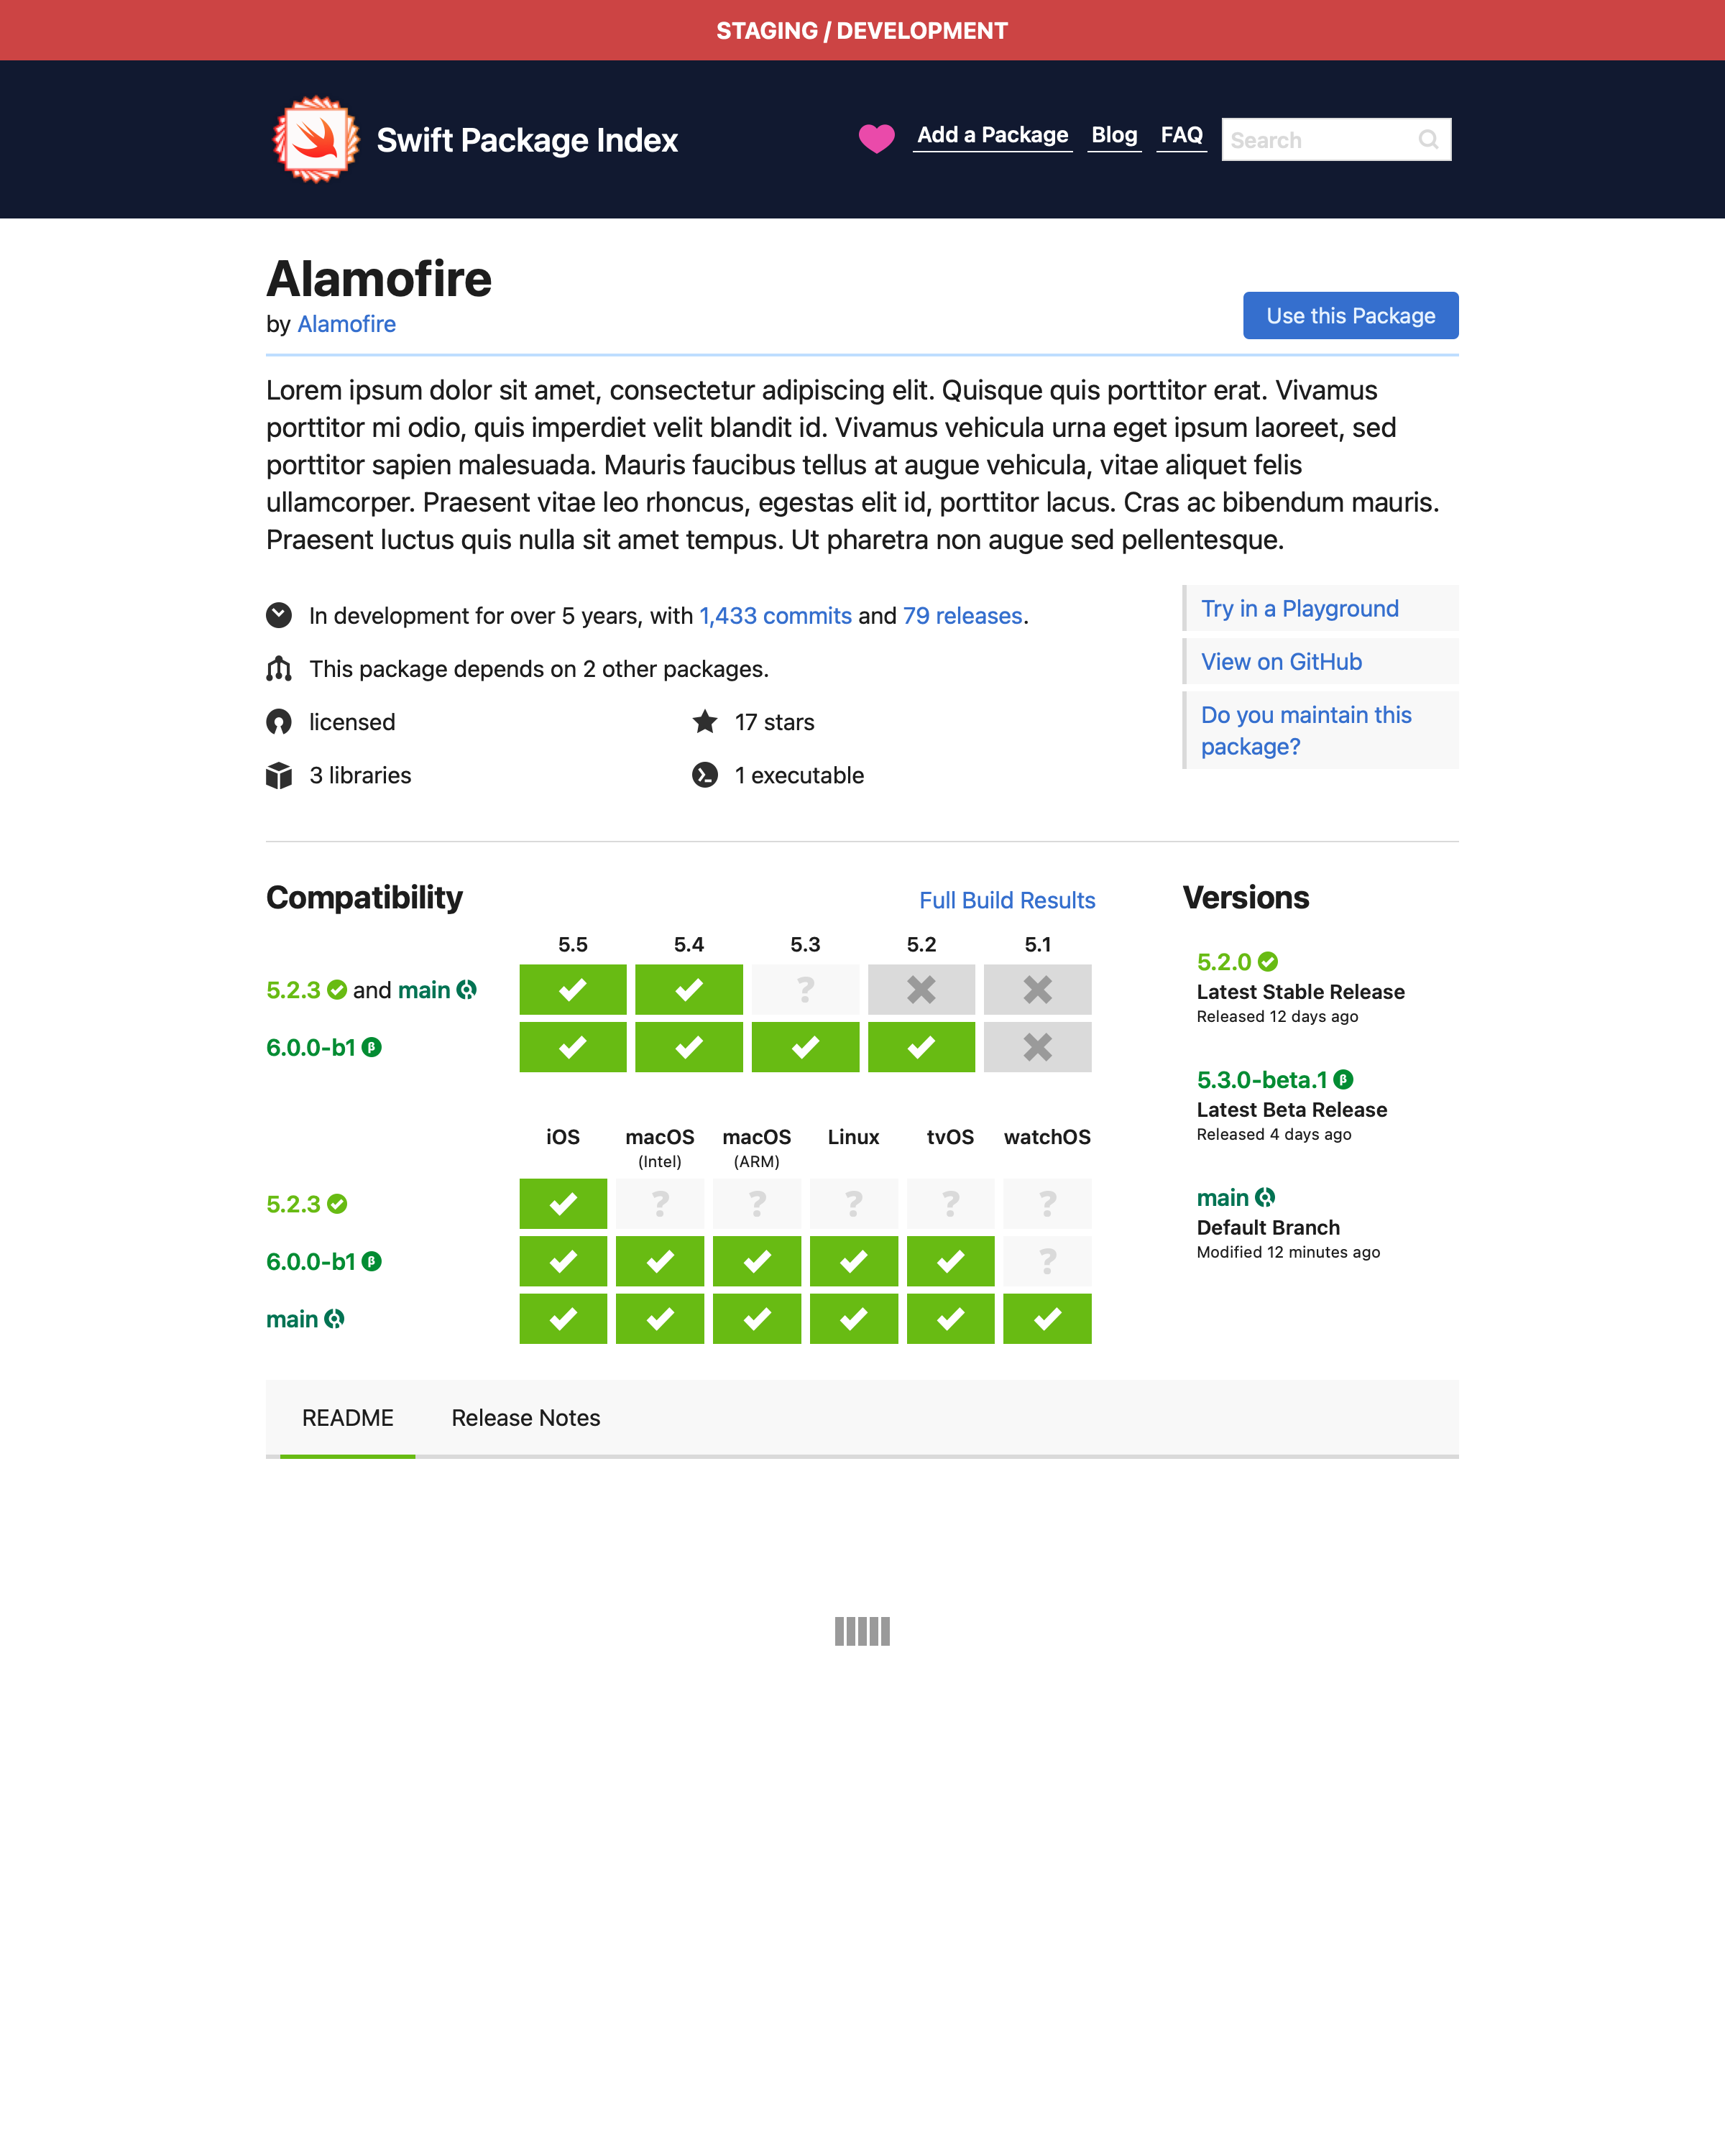 STAGING / DEVELOPMENT
Swift Package Index
Add a Package
Blog
FAQ
Search
Alamofire
by Alamofire
Use this Package
Lorem ipsum dolor sit amet, consectetur adipiscing elit. Quisque quis porttitor erat. Vivamus
porttitor mi odio, quis imperdiet velit blandit id. Vivamus vehicula urna eget ipsum laoreet, sed
porttitor sapien malesuada. Mauris faucibus tellus at augue vehicula, vitae aliquet felis
ullamcorper. Praesent vitae leo rhoncus, egestas elit id, porttitor lacus. Cras ac bibendum mauris.
Praesent luctus quis nulla sit amet tempus. Ut pharetra non augue sed pellentesque.
In development for over 5 years, with 1,433 commits and 79 releases.
This package depends on 2 other packages.
licensed
17 stars
3 libraries
1 executable
Try in a Playground
View on GitHub
Do you maintain this
package?
Compatibility
Full Build Results
5.5 5.4 5.3 5.2 5.1
5.2.3 and main
?
6.0.0-b1 β
iOS macOS macOS Linux tvOS watchOS
(Intel) (ARM)
5.2.3
? ? ? ? ?
6.0.0-b1 β
?
main
Versions
5.2.0
Latest Stable Release
Released 12 days ago
5.3.0-beta.1 β
Latest Beta Release
Released 4 days ago
main
Default Branch
Modified 12 minutes ago
README
Release Notes